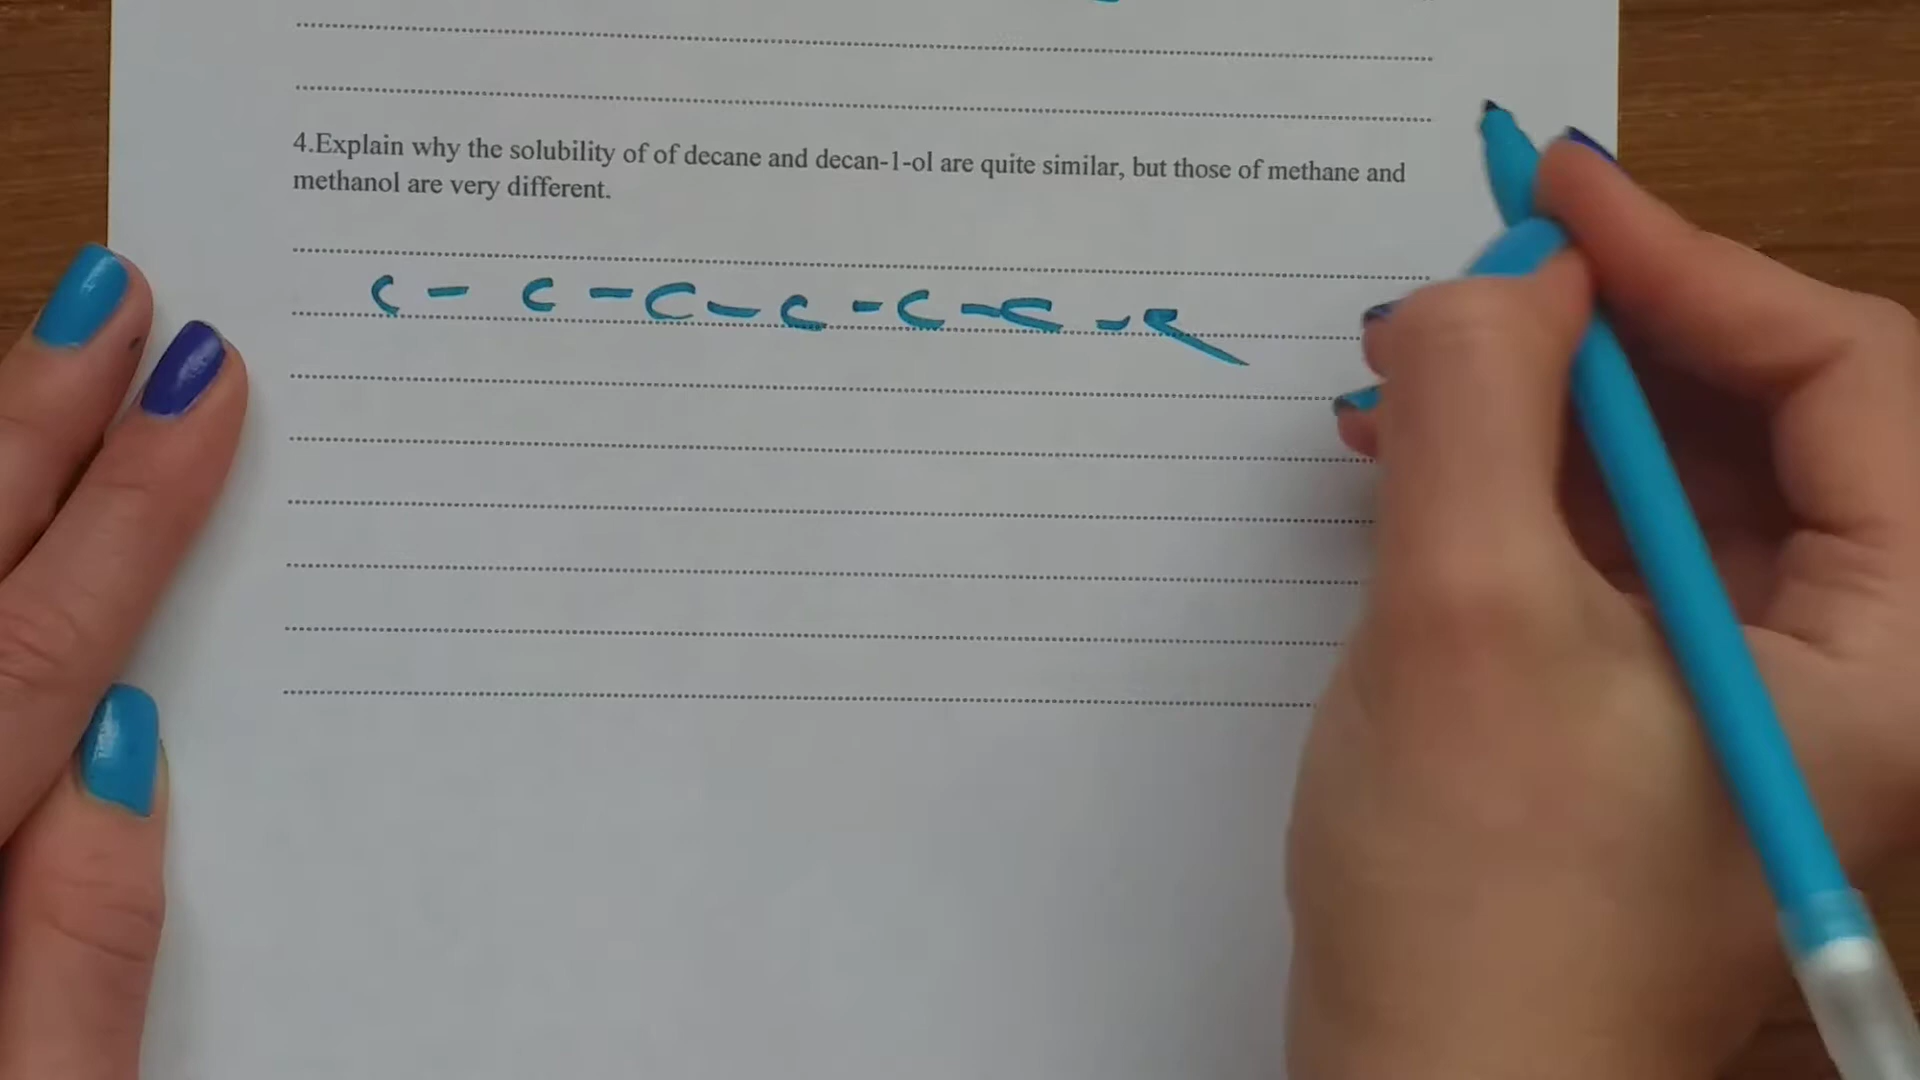 4.Explain why the solubility of of decane and decan-1-ol are quite similar, but those of methane and
methanol are very different.
C - C - C - C - C - C - C